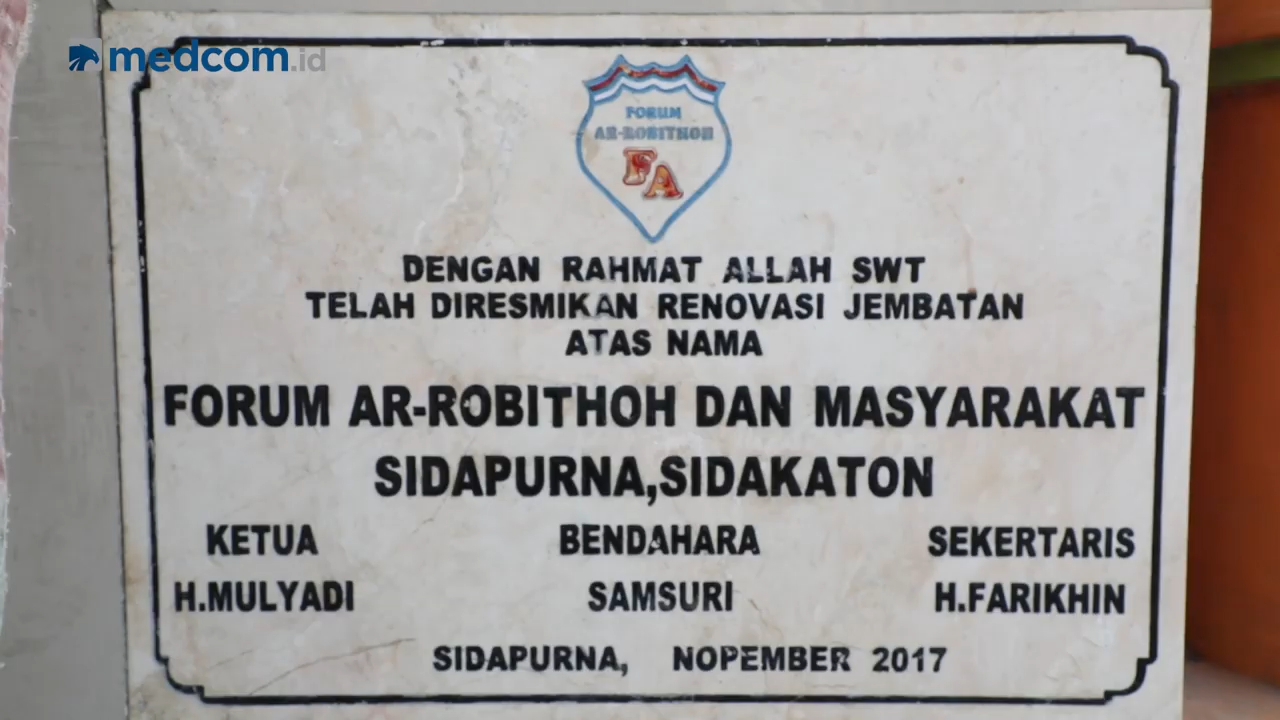 medcom.id
FORUM
AR-ROBITHOH
FA
DENGAN RAHMAT ALLAH SWT
TELAH DIRESMIKAN RENOVASI JEMBATAN
ATAS NAMA
FORUM AR-ROBITHOH DAN MASYARAKAT
SIDAPURNA,SIDAKATON
KETUA BENDAHARA SEKERTARIS
H.MULYADI SAMSURI H.FARIKHIN
SIDAPURNA, NOPEMBER 2017